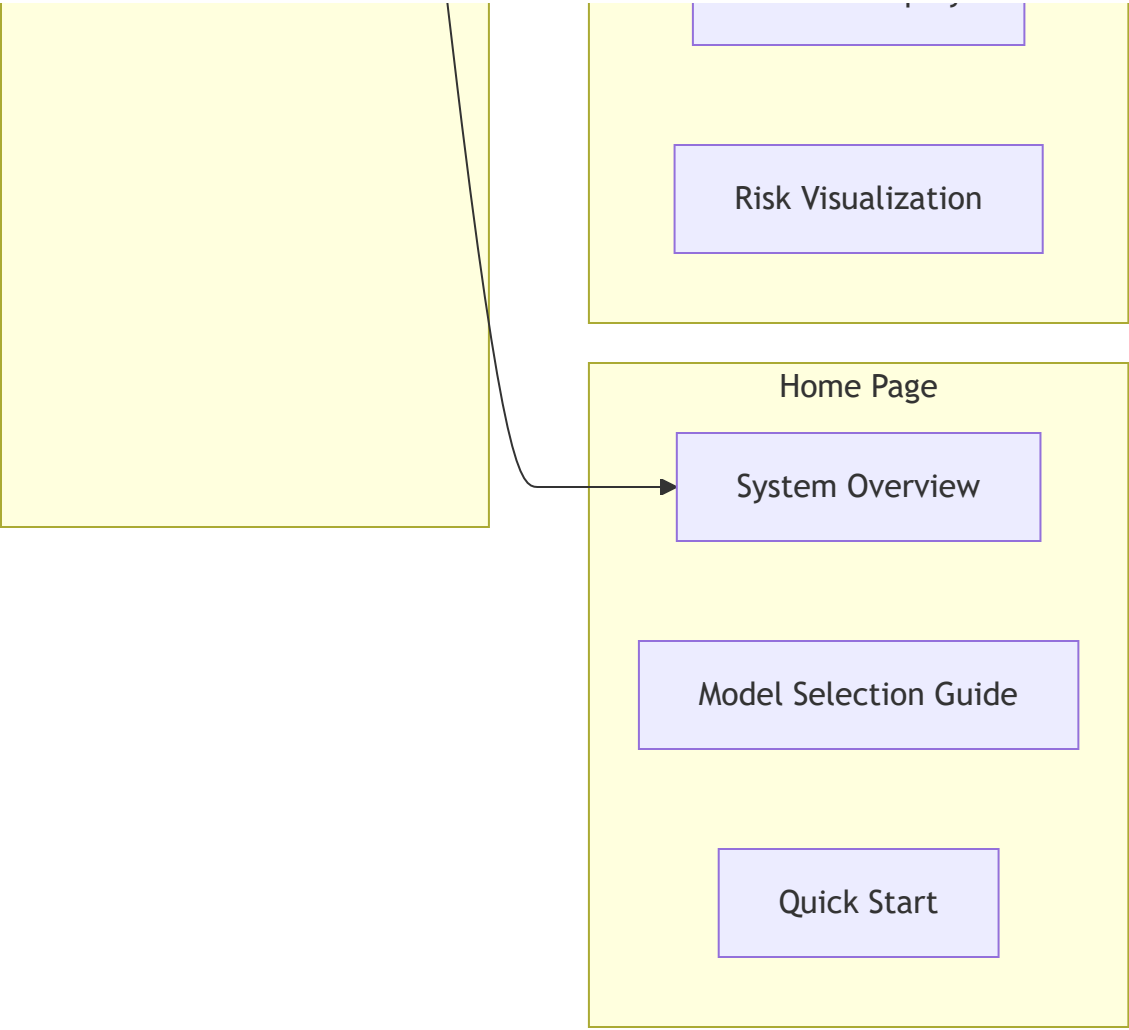 Risk Visualization
Home Page
System Overview
Model Selection Guide
Quick Start